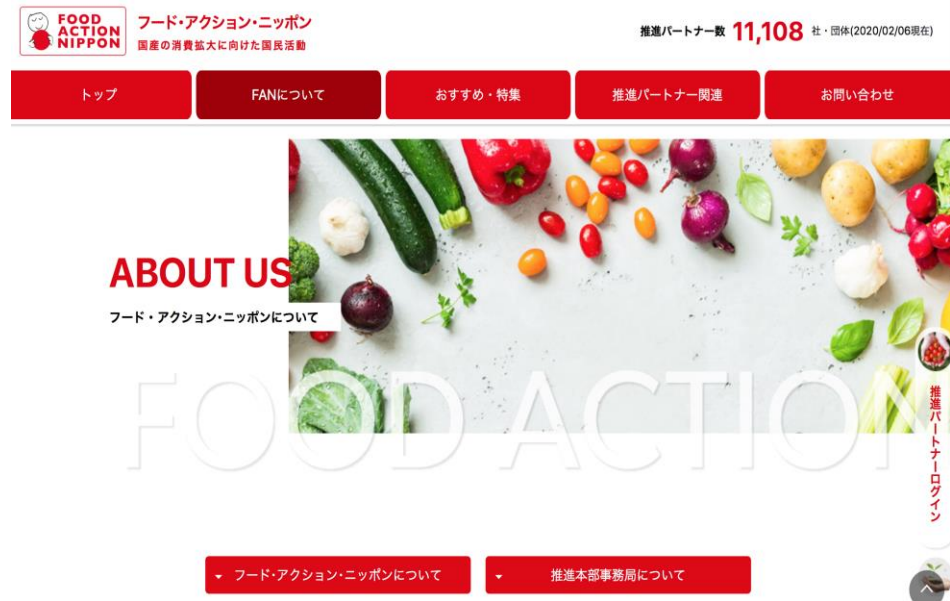 FOOD
ACTION
NIPPON
フード・アクション・ニッポン
国産の消費拡大に向けた国民活動
推進パートナー数 11,108 社・団体(2020/02/06現在)
トップ
FANについて
おすすめ・特集
推進パートナー関連
お問い合わせ
ABOUT US
フード・アクション・ニッポンについて
FOOD ACTION
推進パートナーログイン
フード・アクション・ニッポンについて
推進本部事務局について